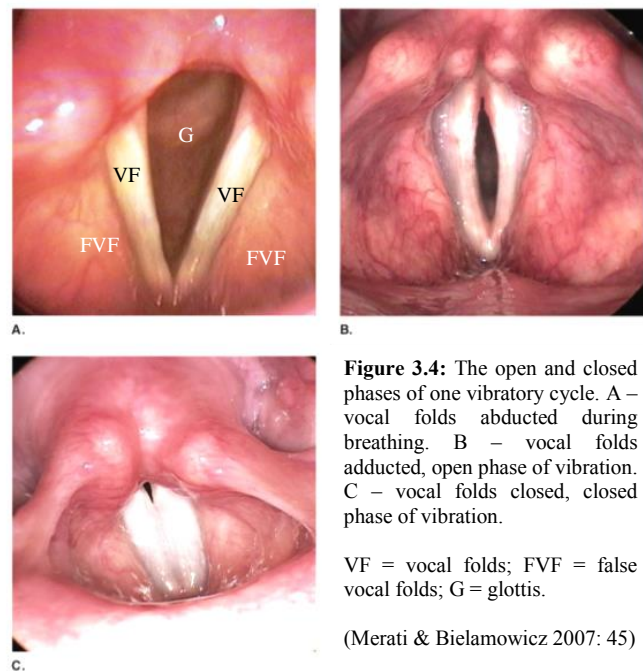 G
VF
VF
FVF
FVF
A.
B.
Figure 3.4: The open and closed
phases of one vibratory cycle. A –
vocal folds abducted during
breathing. B – vocal folds
adducted, open phase of vibration.
C – vocal folds closed, closed
phase of vibration.
VF = vocal folds; FVF = false
vocal folds; G = glottis.
(Merati & Bielamowicz 2007: 45)
C.